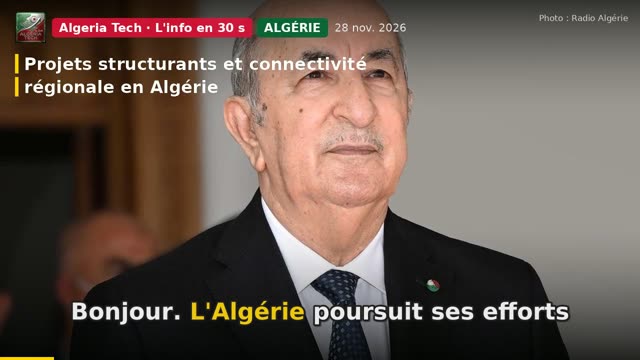 Algeria Tech · L'info en 30 s
ALGÉRIE
28 nov. 2026
Photo : Radio Algérie
Projets structurants et connectivité
régionale en Algérie
Bonjour. L'Algérie poursuit ses efforts